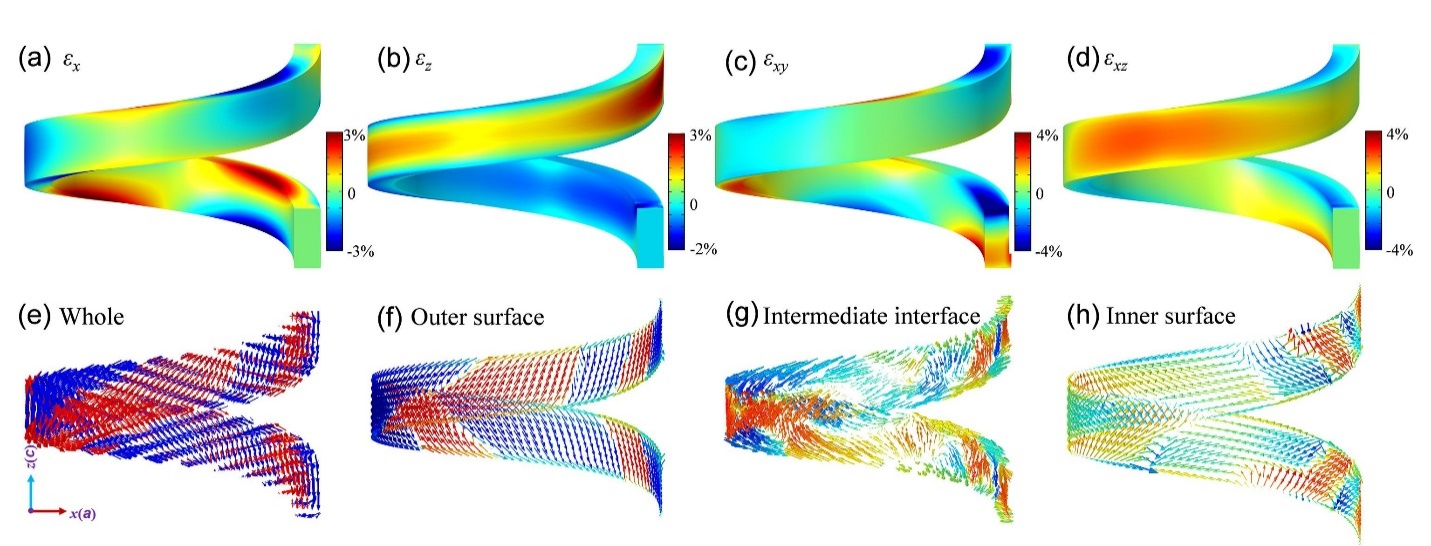 (a) εx
(b) εz
(c) εxy
(d) εxz
3%
0
-3%
3%
0
-2%
4%
0
-4%
4%
0
-4%
(e) Whole
(f) Outer surface
(g) Intermediate interface
(h) Inner surface
z(c)
x(a)